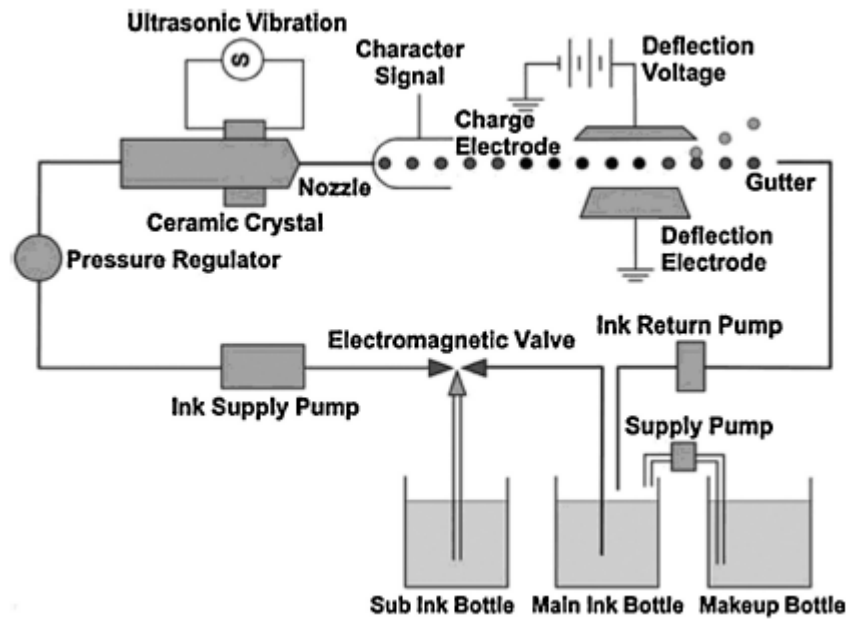 Ultrasonic Vibration
S
Character
Signal
Deflection
Voltage
Charge
Electrode
Nozzle
Gutter
Ceramic Crystal
Deflection
Electrode
Pressure Regulator
Ink Return Pump
Electromagnetic Valve
Ink Supply Pump
Supply Pump
Sub Ink Bottle
Main Ink Bottle
Makeup Bottle